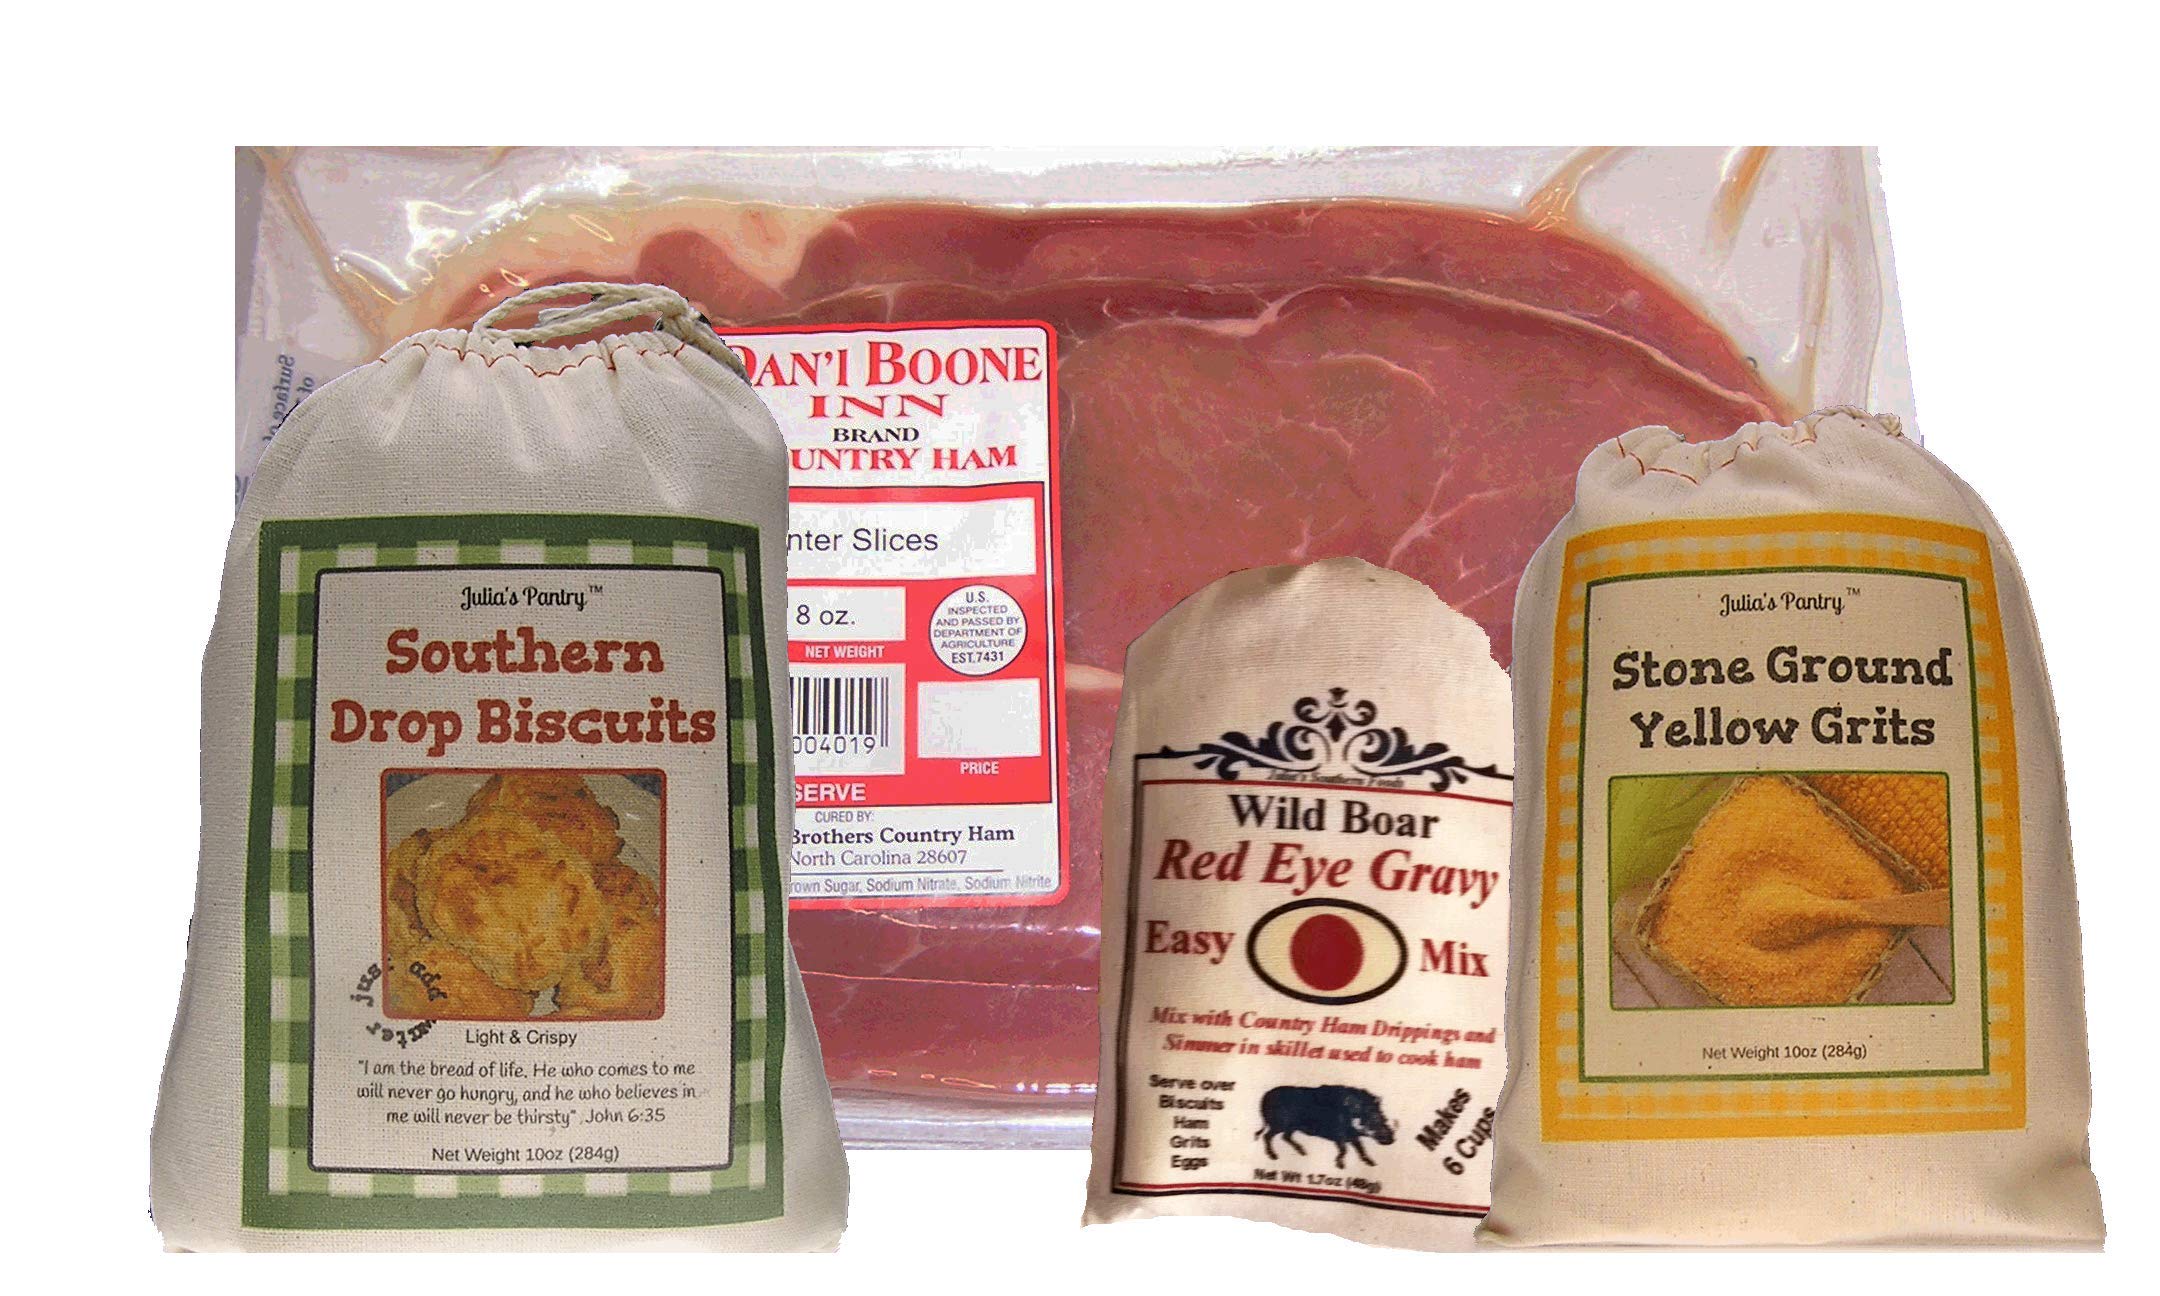 Julia's Pantry™
Southern
Drop Biscuits
just add
water
Light & Crispy
"I am the bread of life. He who comes to me
will never go hungry, and he who believes in
me will never be thirsty" John 6:35
Net Weight 10oz (284g)
DAN'l BOONE
INN
BRAND
UNTRY HAM
nter Slices
8 oz.
NET WEIGHT
U.S.
INSPECTED
AND PASSED BY
DEPARTMENT OF
AGRICULTURE
EST.7431
004019
PRICE
SERVE
CURED BY:
Brothers Country Ham
North Carolina 28607
rown Sugar, Sodium Nitrate, Sodium Nitrite
Julia's Southern Foods
Wild Boar
Red Eye Gravy
Easy Mix
Mix with Country Ham Drippings and
Simmer in skillet used to cook ham
Serve over
Biscuits
Ham
Grits
Eggs
Makes
6 Cups
Net Wt 1.7oz (48g)
Julia's Pantry™
Stone Ground
Yellow Grits
Net Weight 10oz (284g)